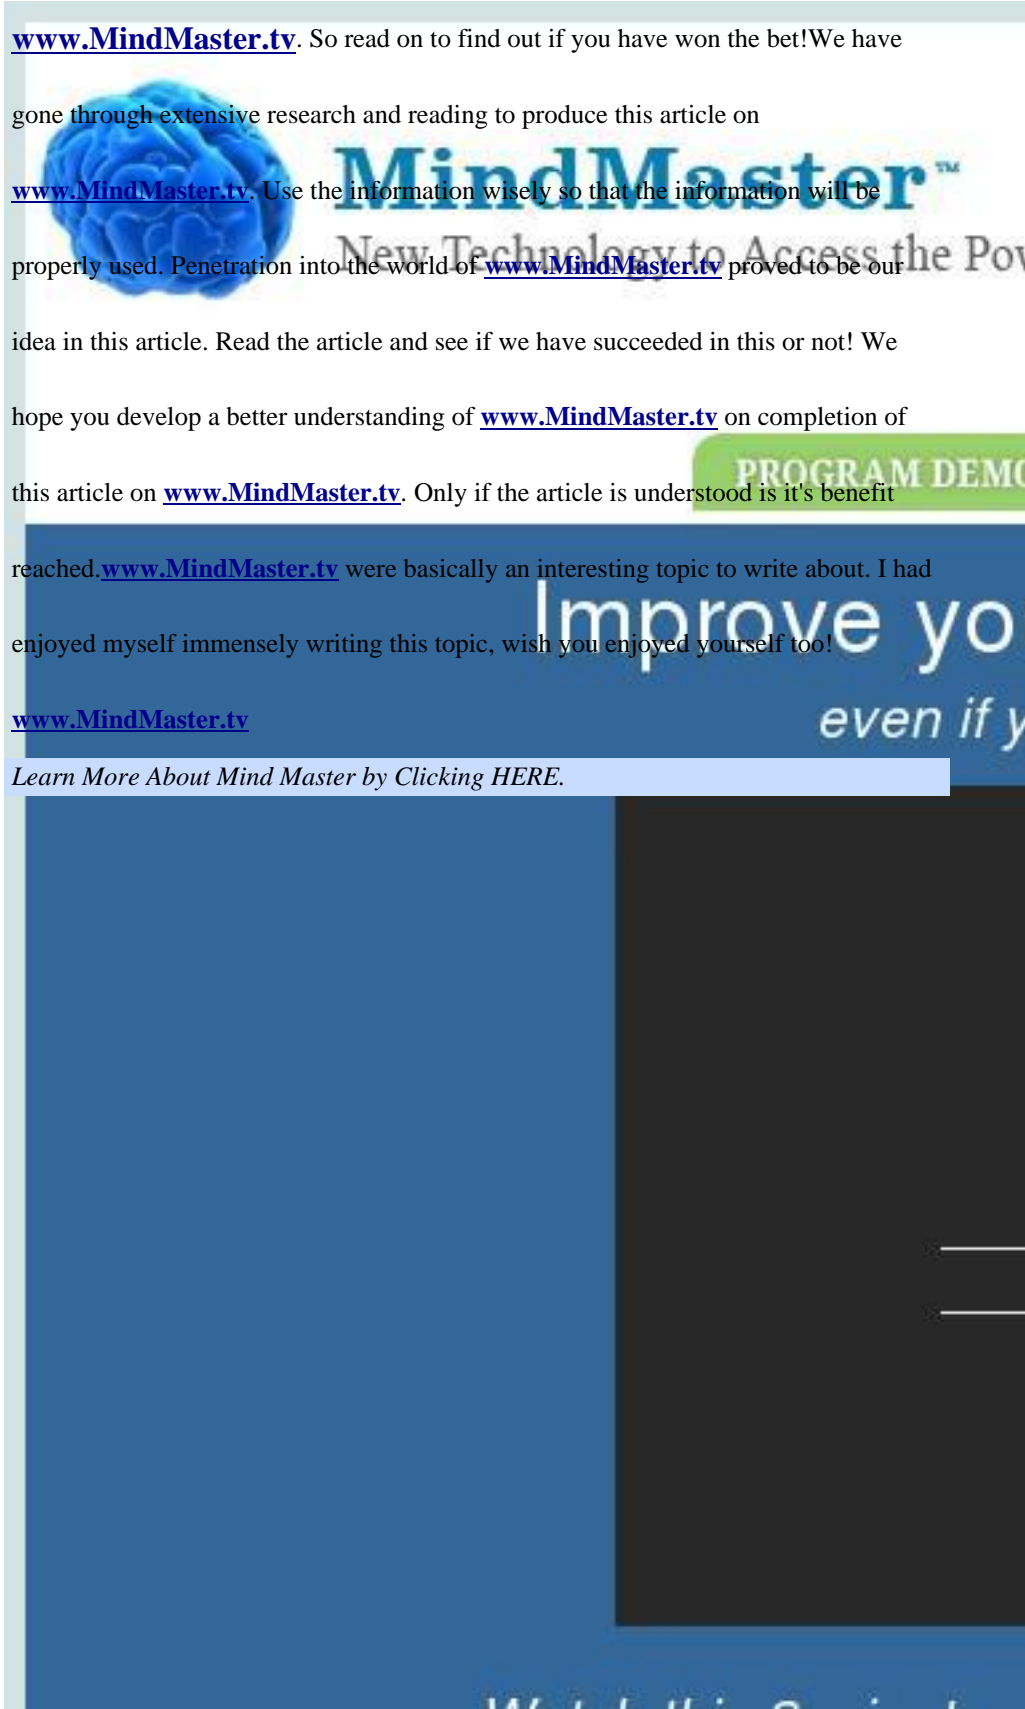 www.MindMaster.tv. So read on to find out if you have won the bet!We have
gone through extensive research and reading to produce this article on
MindMaster™
www.MindMaster.tv. Use the information wisely so that the information will be
New Technology to Access the Pow
properly used. Penetration into the world of www.MindMaster.tv proved to be our
idea in this article. Read the article and see if we have succeeded in this or not! We
hope you develop a better understanding of www.MindMaster.tv on completion of
PROGRAM DEMO
this article on www.MindMaster.tv. Only if the article is understood is it's benefit
reached.www.MindMaster.tv were basically an interesting topic to write about. I had
Improve yo
enjoyed myself immensely writing this topic, wish you enjoyed yourself too!
www.MindMaster.tv
even if y
Learn More About Mind Master by Clicking HERE.